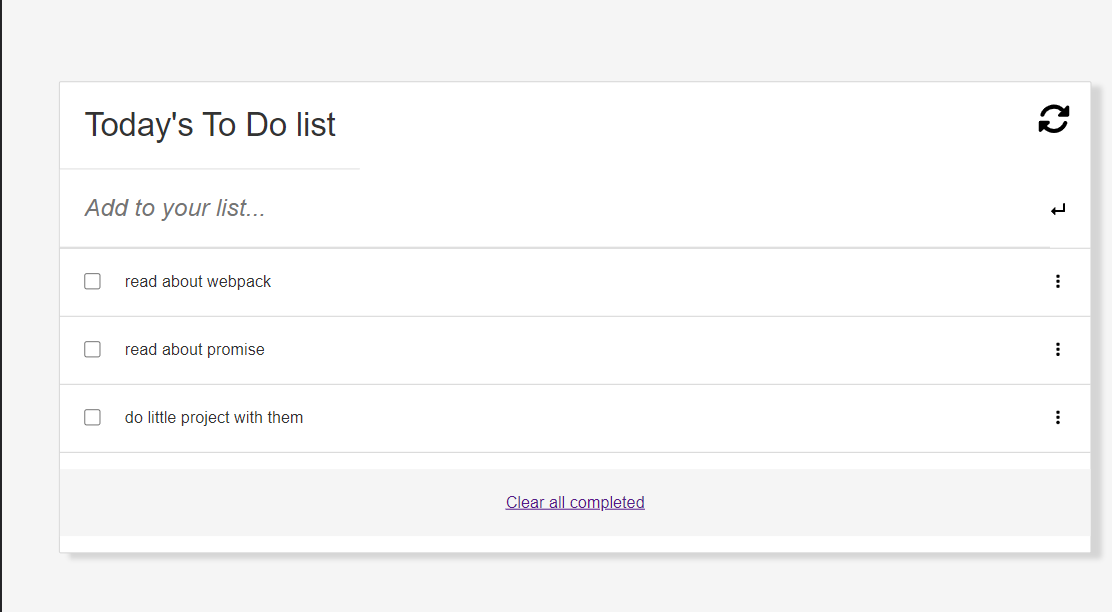 Today's To Do list
Add to your list...
read about webpack
read about promise
do little project with them
Clear all completed